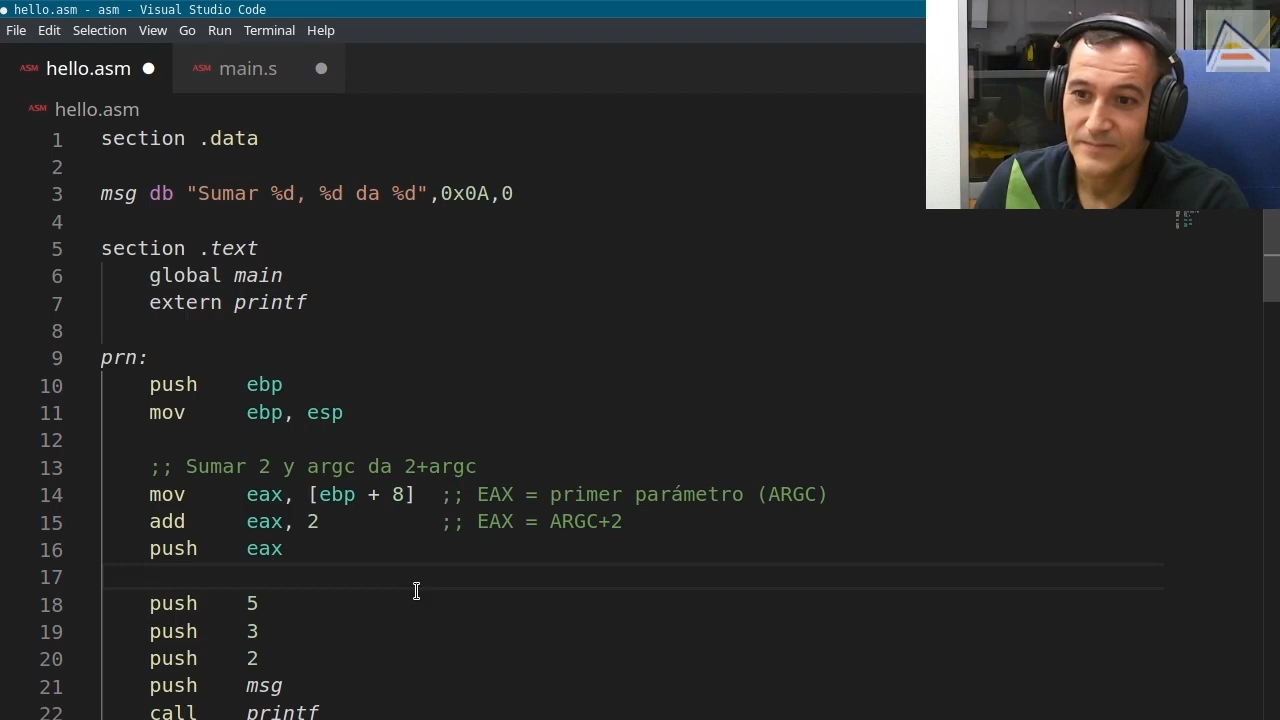 hello.asm - asm - Visual Studio Code
File Edit Selection View Go Run Terminal Help
ASM hello.asm ASM main.s
ASM hello.asm
1 section .data
2
3 msg db "Sumar %d, %d da %d",0x0A,0
4
5 section .text
6 global main
7 extern printf
8
9 prn:
10 push ebp
11 mov ebp, esp
12
13 ;; Sumar 2 y argc da 2+argc
14 mov eax, [ebp + 8] ;; EAX = primer parámetro (ARGC)
15 add eax, 2 ;; EAX = ARGC+2
16 push eax
17
18 push 5
19 push 3
20 push 2
21 push msg
22 call printf